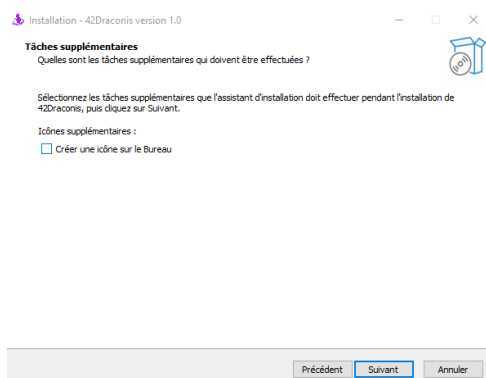 Installation - 42Draconis version 1.0
Tâches supplémentaires
Quelles sont les tâches supplémentaires qui doivent être effectuées ?
Sélectionnez les tâches supplémentaires que l'assistant d'installation doit effectuer pendant l'installation de
42Draconis, puis cliquez sur Suivant.
Icônes supplémentaires :
Créer une icône sur le Bureau
Précédent Suivant Annuler